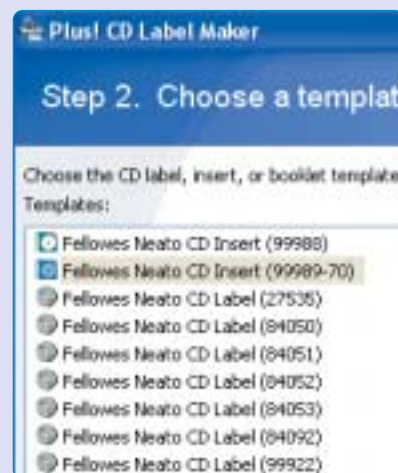 Plus! CD Label Maker
Step 2. Choose a templat
Choose the CD label, insert, or booklet template
Templates:
Fellowes Neato CD Insert (99988)
Fellowes Neato CD Insert (99989-70)
Fellowes Neato CD Label (27535)
Fellowes Neato CD Label (84050)
Fellowes Neato CD Label (84051)
Fellowes Neato CD Label (84052)
Fellowes Neato CD Label (84053)
Fellowes Neato CD Label (84092)
Fellowes Neato CD Label (99922)